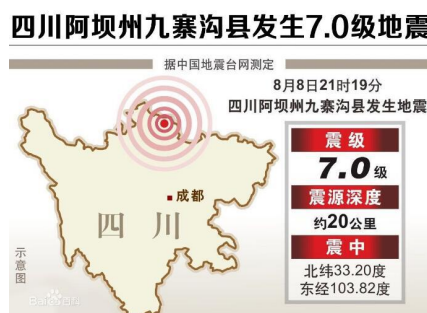 四川阿坝州九寨沟县发生7.0级地震
据中国地震台网测定
8月8日21时19分
四川阿坝州九寨沟县发生地震
震级
7.0级
震源深度
约20公里
震中
北纬33.20度
东经103.82度
成都
四川
示意图